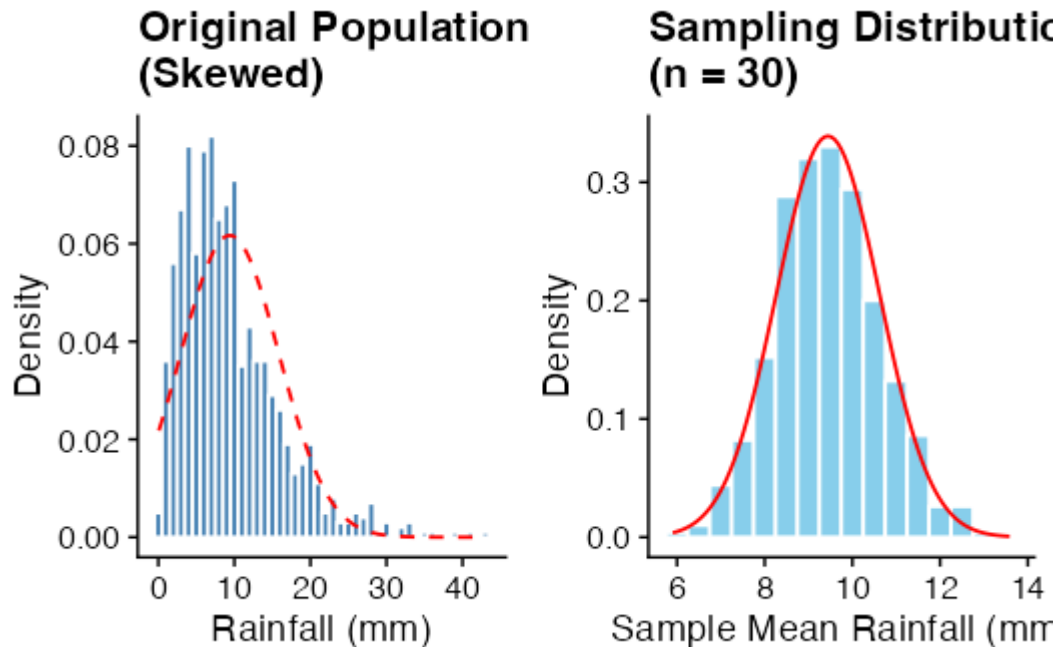 Original Population
(Skewed)
Density
0.08
0.06
0.04
0.02
0.00
0
10
20
30
40
Rainfall (mm)
Sampling Distributio
(n = 30)
Density
0.3
0.2
0.1
0.0
6
8
10
12
14
Sample Mean Rainfall (mm